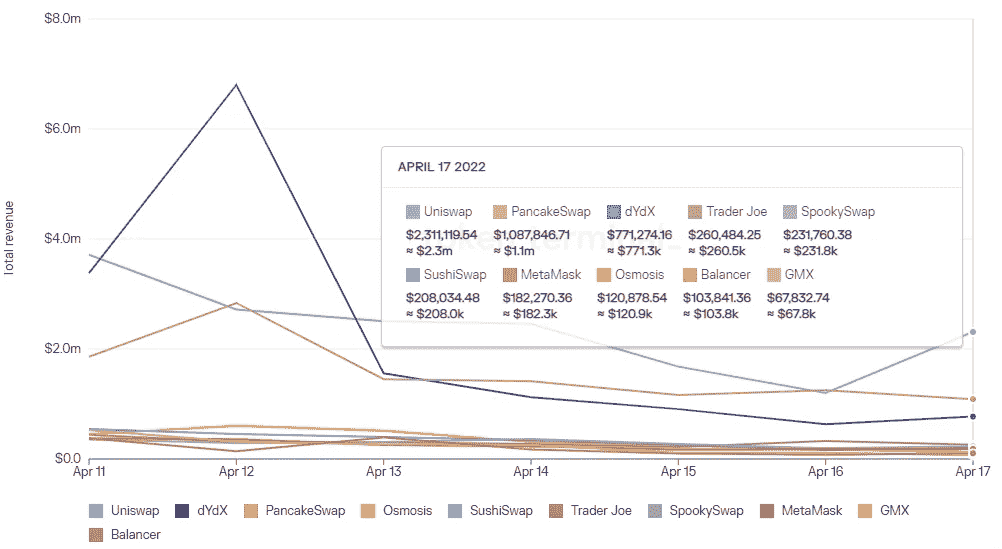 $8.0m
$6.0m
$4.0m
$2.0m
$0.0
Total revenue
APRIL 17 2022
Uniswap PancakeSwap dYdX Trader Joe SpookySwap
$2,311,119.54 $1,087,846.71 $771,274.16 $260,484.25 $231,760.38
≈ $2.3m ≈ $1.1m ≈ $771.3k ≈ $260.5k ≈ $231.8k
SushiSwap MetaMask Osmosis Balancer GMX
$208,034.48 $182,270.36 $120,878.54 $103,841.36 $67,832.74
≈ $208.0k ≈ $182.3k ≈ $120.9k ≈ $103.8k ≈ $67.8k
Apr 11 Apr 12 Apr 13 Apr 14 Apr 15 Apr 16 Apr 17
Uniswap dYdX PancakeSwap Osmosis SushiSwap Trader Joe SpookySwap MetaMask GMX
Balancer